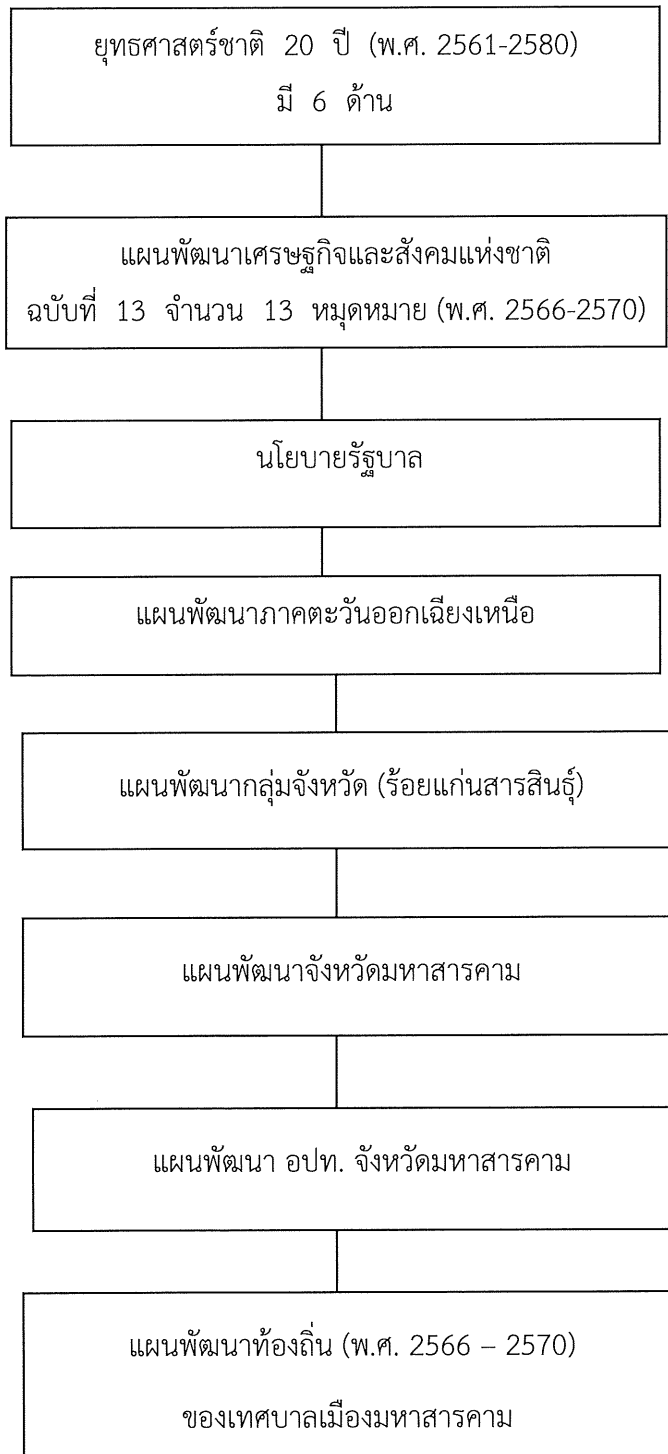 ยุทธศาสตร์ชาติ 20 ปี (พ.ศ. 2561-2580)
มี 6 ด้าน
แผนพัฒนาเศรษฐกิจและสังคมแห่งชาติ
ฉบับที่ 13 จำนวน 13 หมุดหมาย (พ.ศ. 2566-2570)
นโยบายรัฐบาล
แผนพัฒนาภาคตะวันออกเฉียงเหนือ
แผนพัฒนากลุ่มจังหวัด (ร้อยแก่นสารสินธุ์)
แผนพัฒนาจังหวัดมหาสารคาม
แผนพัฒนา อปท. จังหวัดมหาสารคาม
แผนพัฒนาท้องถิ่น (พ.ศ. 2566 – 2570)
ของเทศบาลเมืองมหาสารคาม